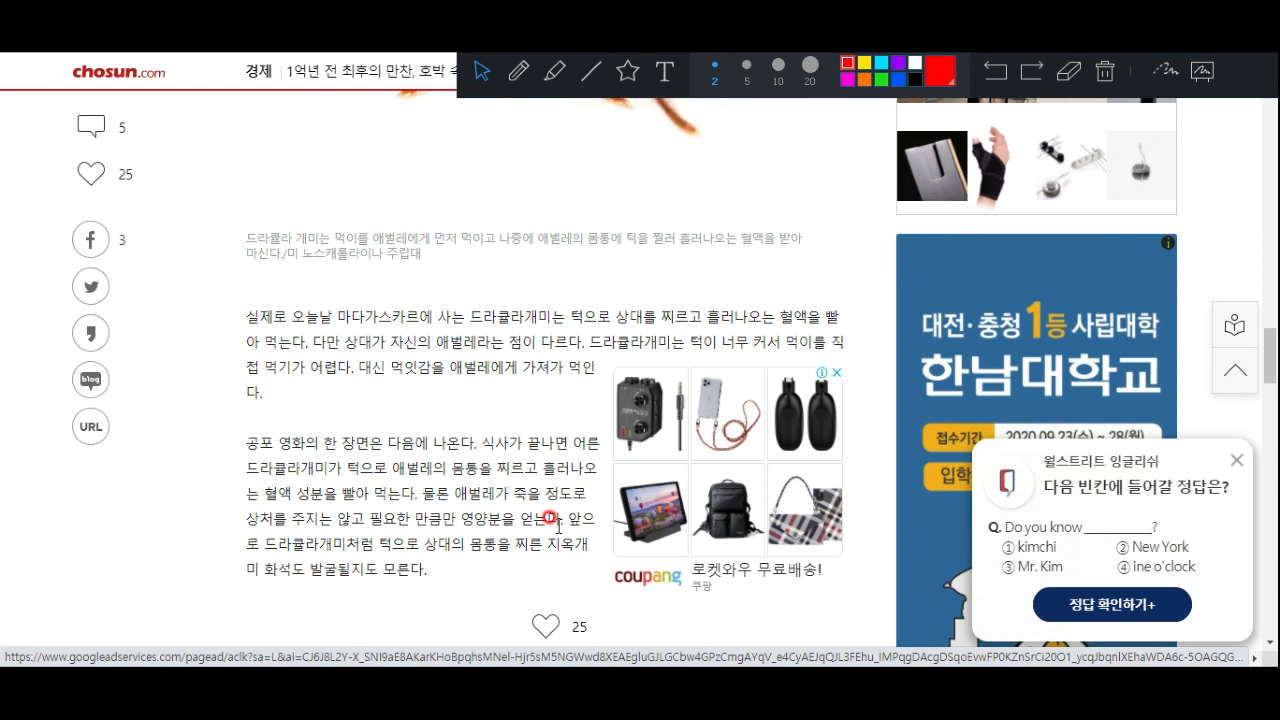 chosun.com
경제 | 1억년 전 최후의 만찬, 호박 속
T
2 5 10 20
5
25
3
blog
URL
드라큘라 개미는 먹이를 애벌레에게 먼저 먹이고 나중에 애벌레의 몸통에 턱을 찔러 흘러나오는 혈액을 받아
마신다./미 노스캐롤라이나 주립대
실제로 오늘날 마다가스카르에 사는 드라큘라개미는 턱으로 상대를 찌르고 흘러나오는 혈액을 빨
아 먹는다. 다만 상대가 자신의 애벌레라는 점이 다르다. 드라큘라개미는 턱이 너무 커서 먹이를 직
접 먹기가 어렵다. 대신 먹잇감을 애벌레에게 가져가 먹인
다.
공포 영화의 한 장면은 다음에 나온다. 식사가 끝나면 어른
드라큘라개미가 턱으로 애벌레의 몸통을 찌르고 흘러나오
는 혈액 성분을 빨아 먹는다. 물론 애벌레가 죽을 정도로
상처를 주지는 않고 필요한 만큼만 영양분을 얻는다. 앞으
로 드라큘라개미처럼 턱으로 상대의 몸통을 찌른 지옥개
미 화석도 발굴될지도 모른다.
coupang 로켓와우 무료배송!
쿠팡
25
대전·충청 1등 사립대학
한남대학교
접수기간 2020.09.23(수) ~ 28(월)
입학
월스트리트 잉글리쉬
다음 빈칸에 들어갈 정답은?
Q. Do you know __________?
① kimchi ② New York
③ Mr. Kim ④ ine o'clock
정답 확인하기+